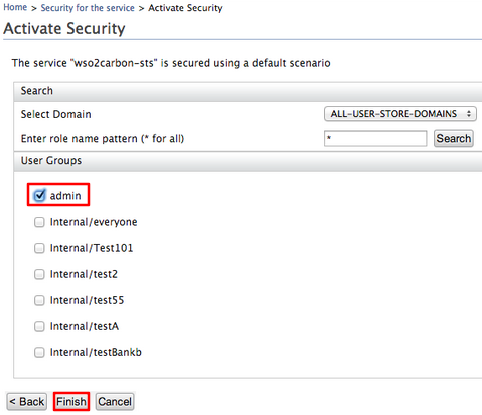 Home > Security for the service > Activate Security
Activate Security
The service "wso2carbon-sts" is secured using a default scenario
Search
Select Domain ALL-USER-STORE-DOMAINS
Enter role name pattern (* for all) * Search
User Groups
admin
Internal/everyone
Internal/Test101
Internal/test2
Internal/test55
Internal/testA
Internal/testBankb
< Back Finish Cancel